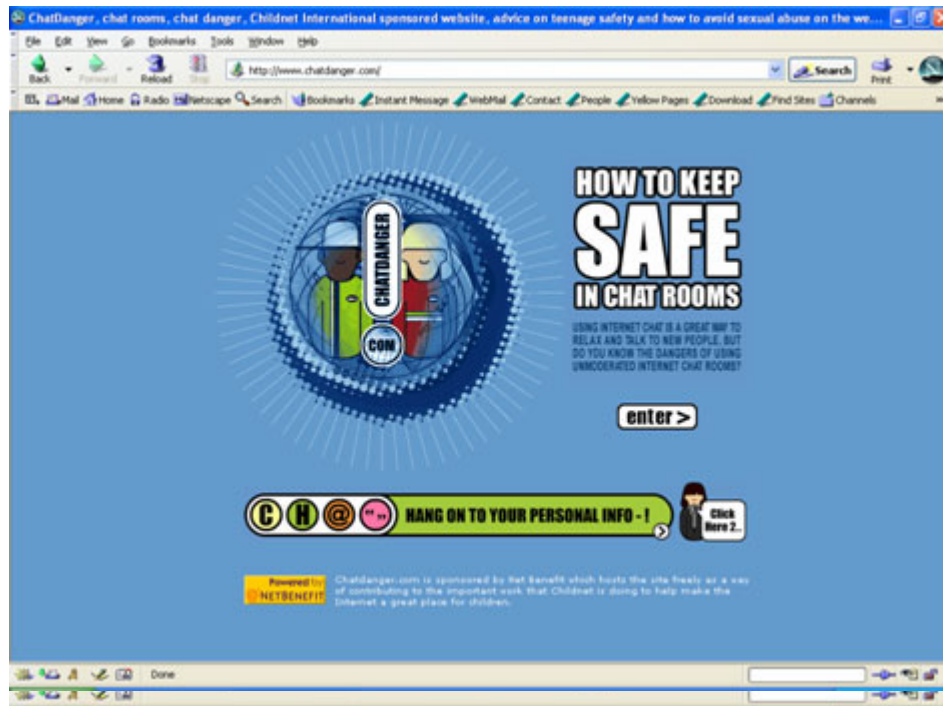 ChatDanger, chat rooms, chat danger, Childnet International sponsored website, advice on teenage safety and how to avoid sexual abuse on the we....
File Edit View Go Bookmarks Tools Window Help
Back Forward Reload Stop http://www.chatdanger.com/ Search Print
Mail Home Radio Netscape Search Bookmarks Instant Message WebMail Contact People Yellow Pages Download Find Sites Channels
CHATDANGER
COM
HOW TO KEEP
SAFE
IN CHAT ROOMS
USING INTERNET CHAT IS A GREAT WAY TO
RELAX AND TALK TO NEW PEOPLE. BUT
DO YOU KNOW THE DANGERS OF USING
UNMODERATED INTERNET CHAT ROOMS?
enter >
C H @ " " HANG ON TO YOUR PERSONAL INFO - !
Click
Here 2..
Powered by
NETBENEFIT
Chatdanger.com is sponsored by Net Benefit which hosts the site freely as a way
of contributing to the important work that Childnet is doing to help make the
Internet a great place for children.
Done